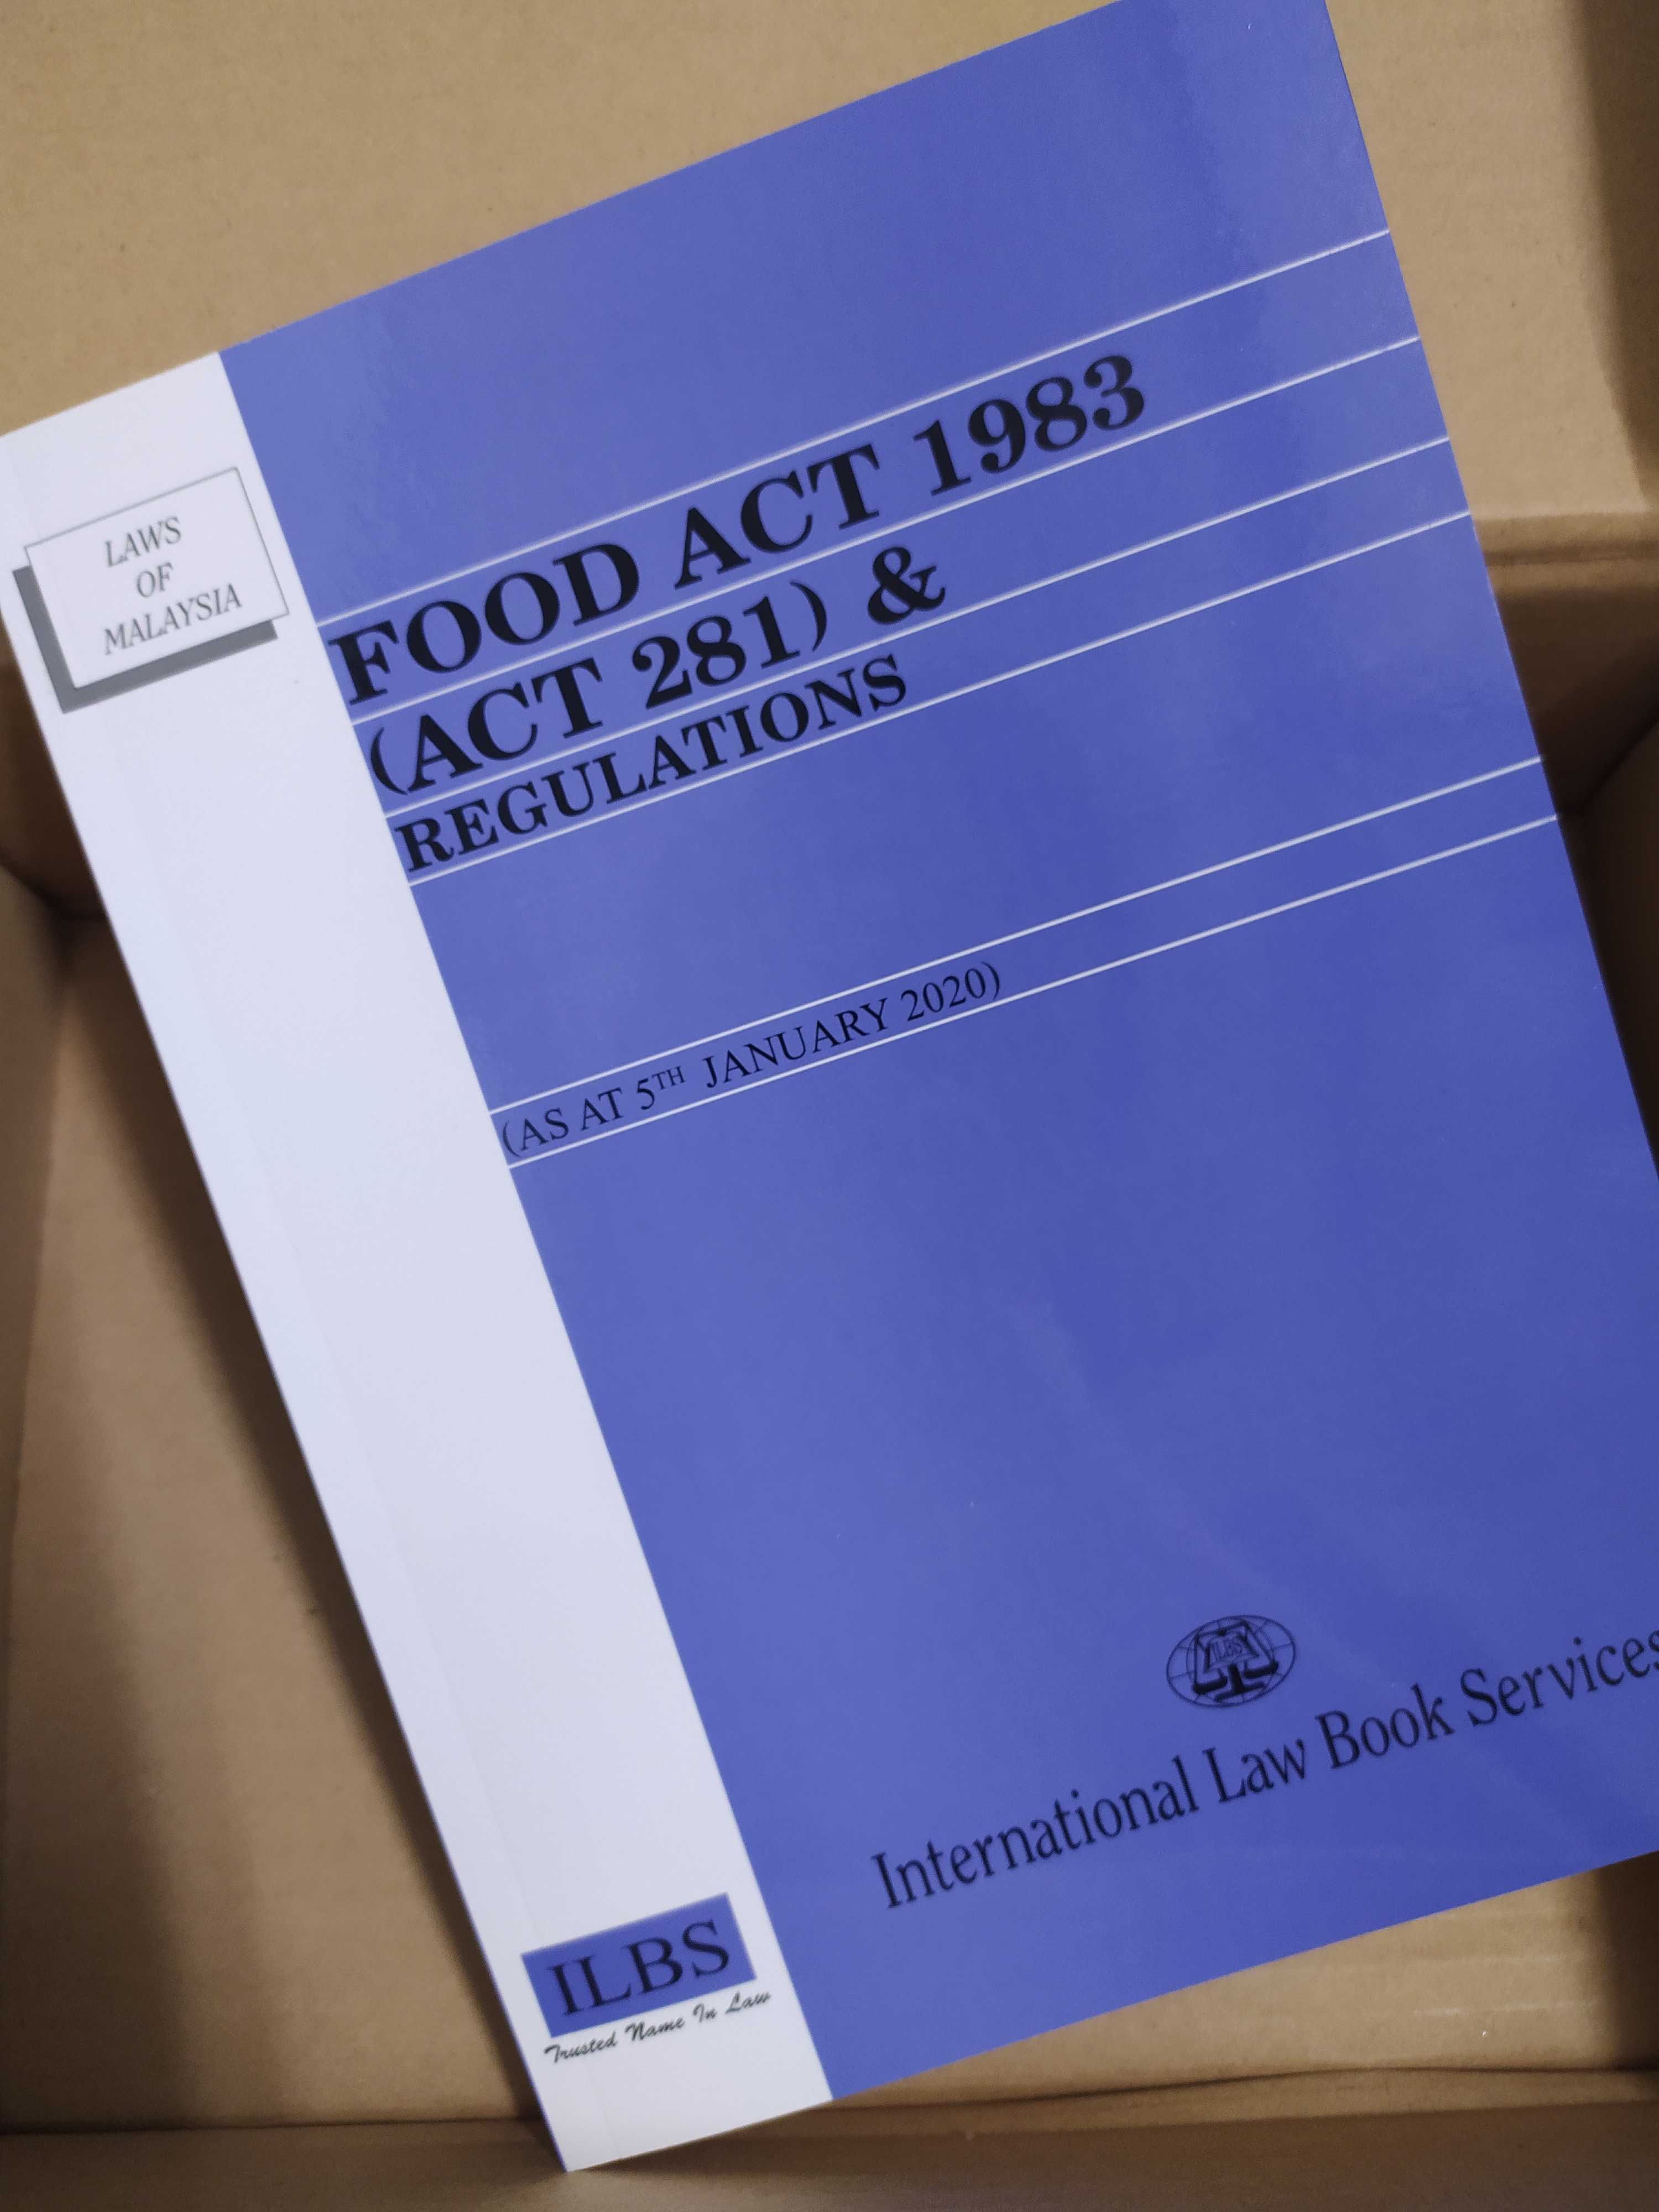 LAWS
OF
MALAYSIA
FOOD ACT 1983
(ACT 281) &
REGULATIONS
(AS AT 5TH JANUARY 2020)
ILBS
International Law Book Services
ILBS
Trusted Name In Law